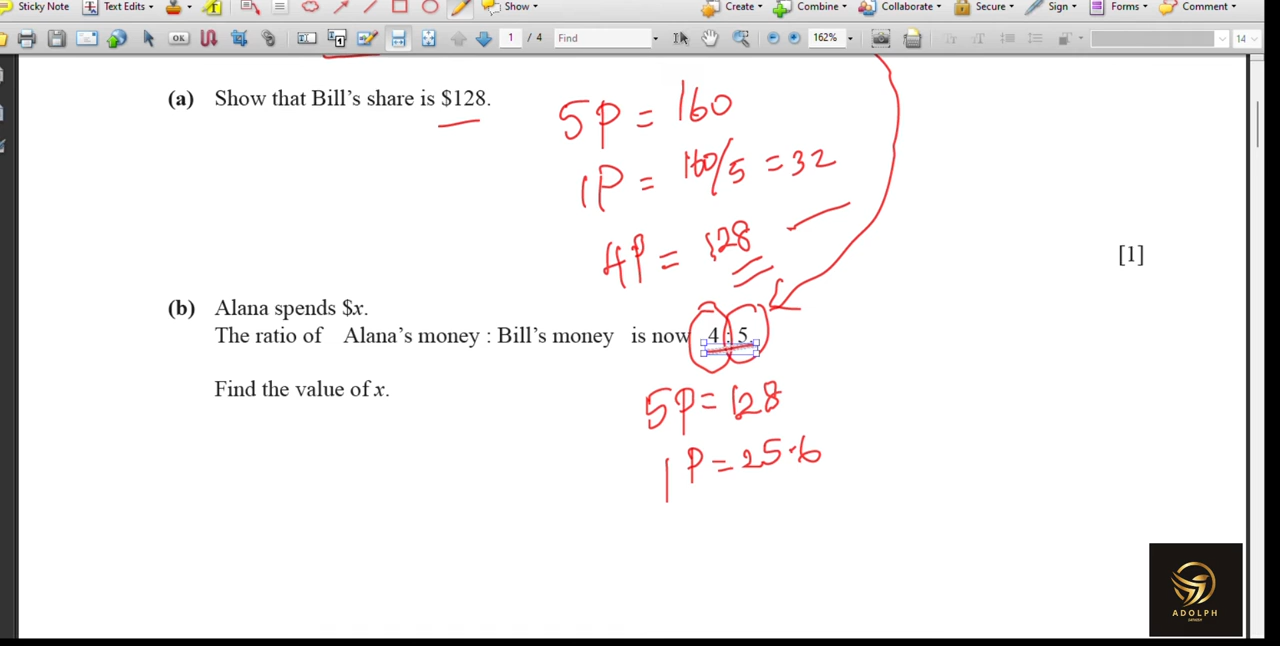 Sticky Note Text Edits Show Create Combine Collaborate Secure Sign Forms Comment
OK 1 / 4 Find 162% 14
(a) Show that Bill's share is $128.
5P = 160
1P = 160/5 = 32
4P = 128
[1]
(b) Alana spends $x.
The ratio of Alana's money : Bill's money is now 4 : 5.
Find the value of x.
5P = 128
1P = 25.6
ADOLPH